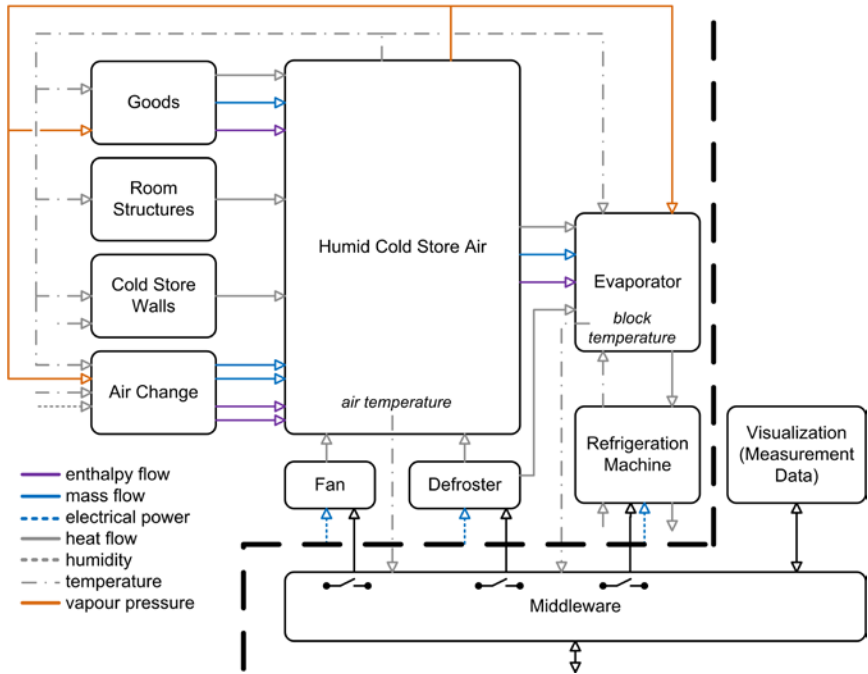 Goods
Room
Structures
Humid Cold Store Air
Cold Store
Walls
Evaporator
block
temperature
Air Change
air temperature
Refrigeration
Machine
Visualization
(Measurement
Data)
Fan
Defroster
enthalpy flow
mass flow
electrical power
heat flow
humidity
temperature
vapour pressure
Middleware